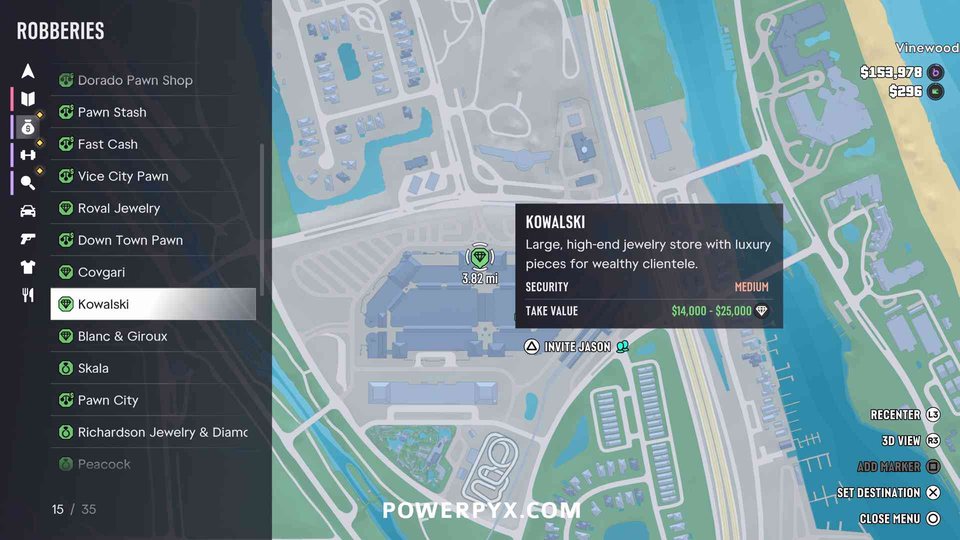 ROBBERIES
Dorado Pawn Shop
Pawn Stash
Fast Cash
Vice City Pawn
Roval Jewelry
Down Town Pawn
Covgari
Kowalski
Blanc & Giroux
Skala
Pawn City
Richardson Jewelry & Diamo
Peacock
15 / 35
Vinewood
$153,978
$296
3.82 mi
KOWALSKI
Large, high-end jewelry store with luxury
pieces for wealthy clientele.
SECURITY MEDIUM
TAKE VALUE $14,000 - $25,000
INVITE JASON
RECENTER L3
3D VIEW R3
ADD MARKER
SET DESTINATION
CLOSE MENU
POWERPYX.COM